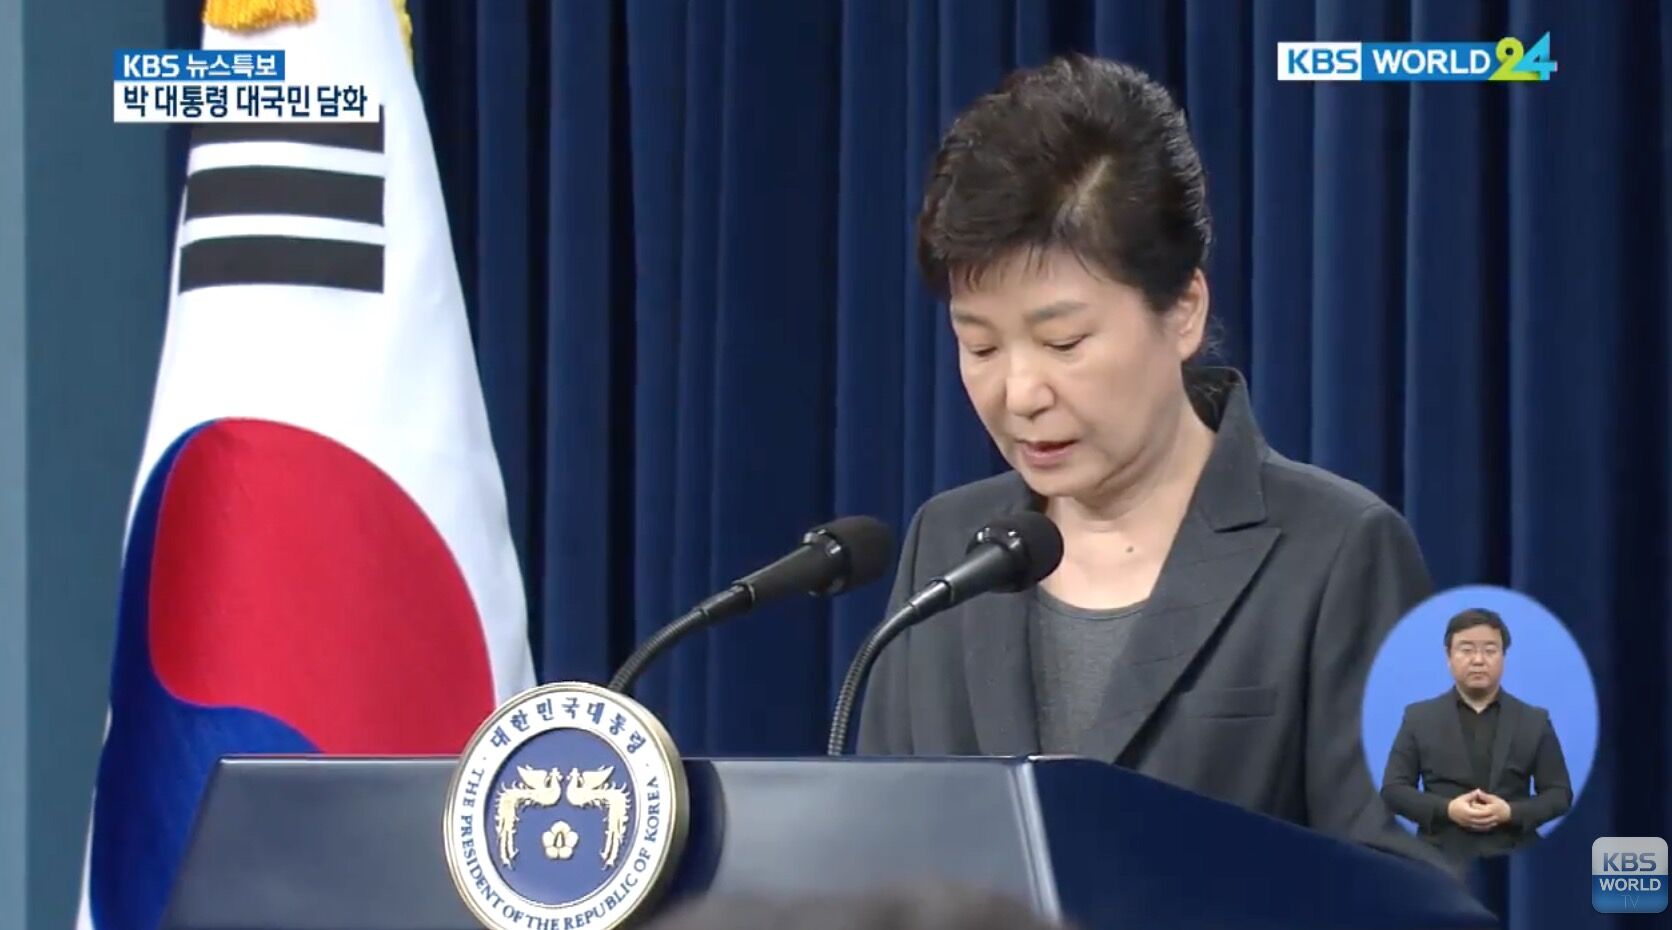 KBS 뉴스특보
박 대통령 대국민 담화
KBS WORLD 24
대한민국대통령
THE PRESIDENT OF THE REPUBLIC OF KOREA
KBS
WORLD
TV